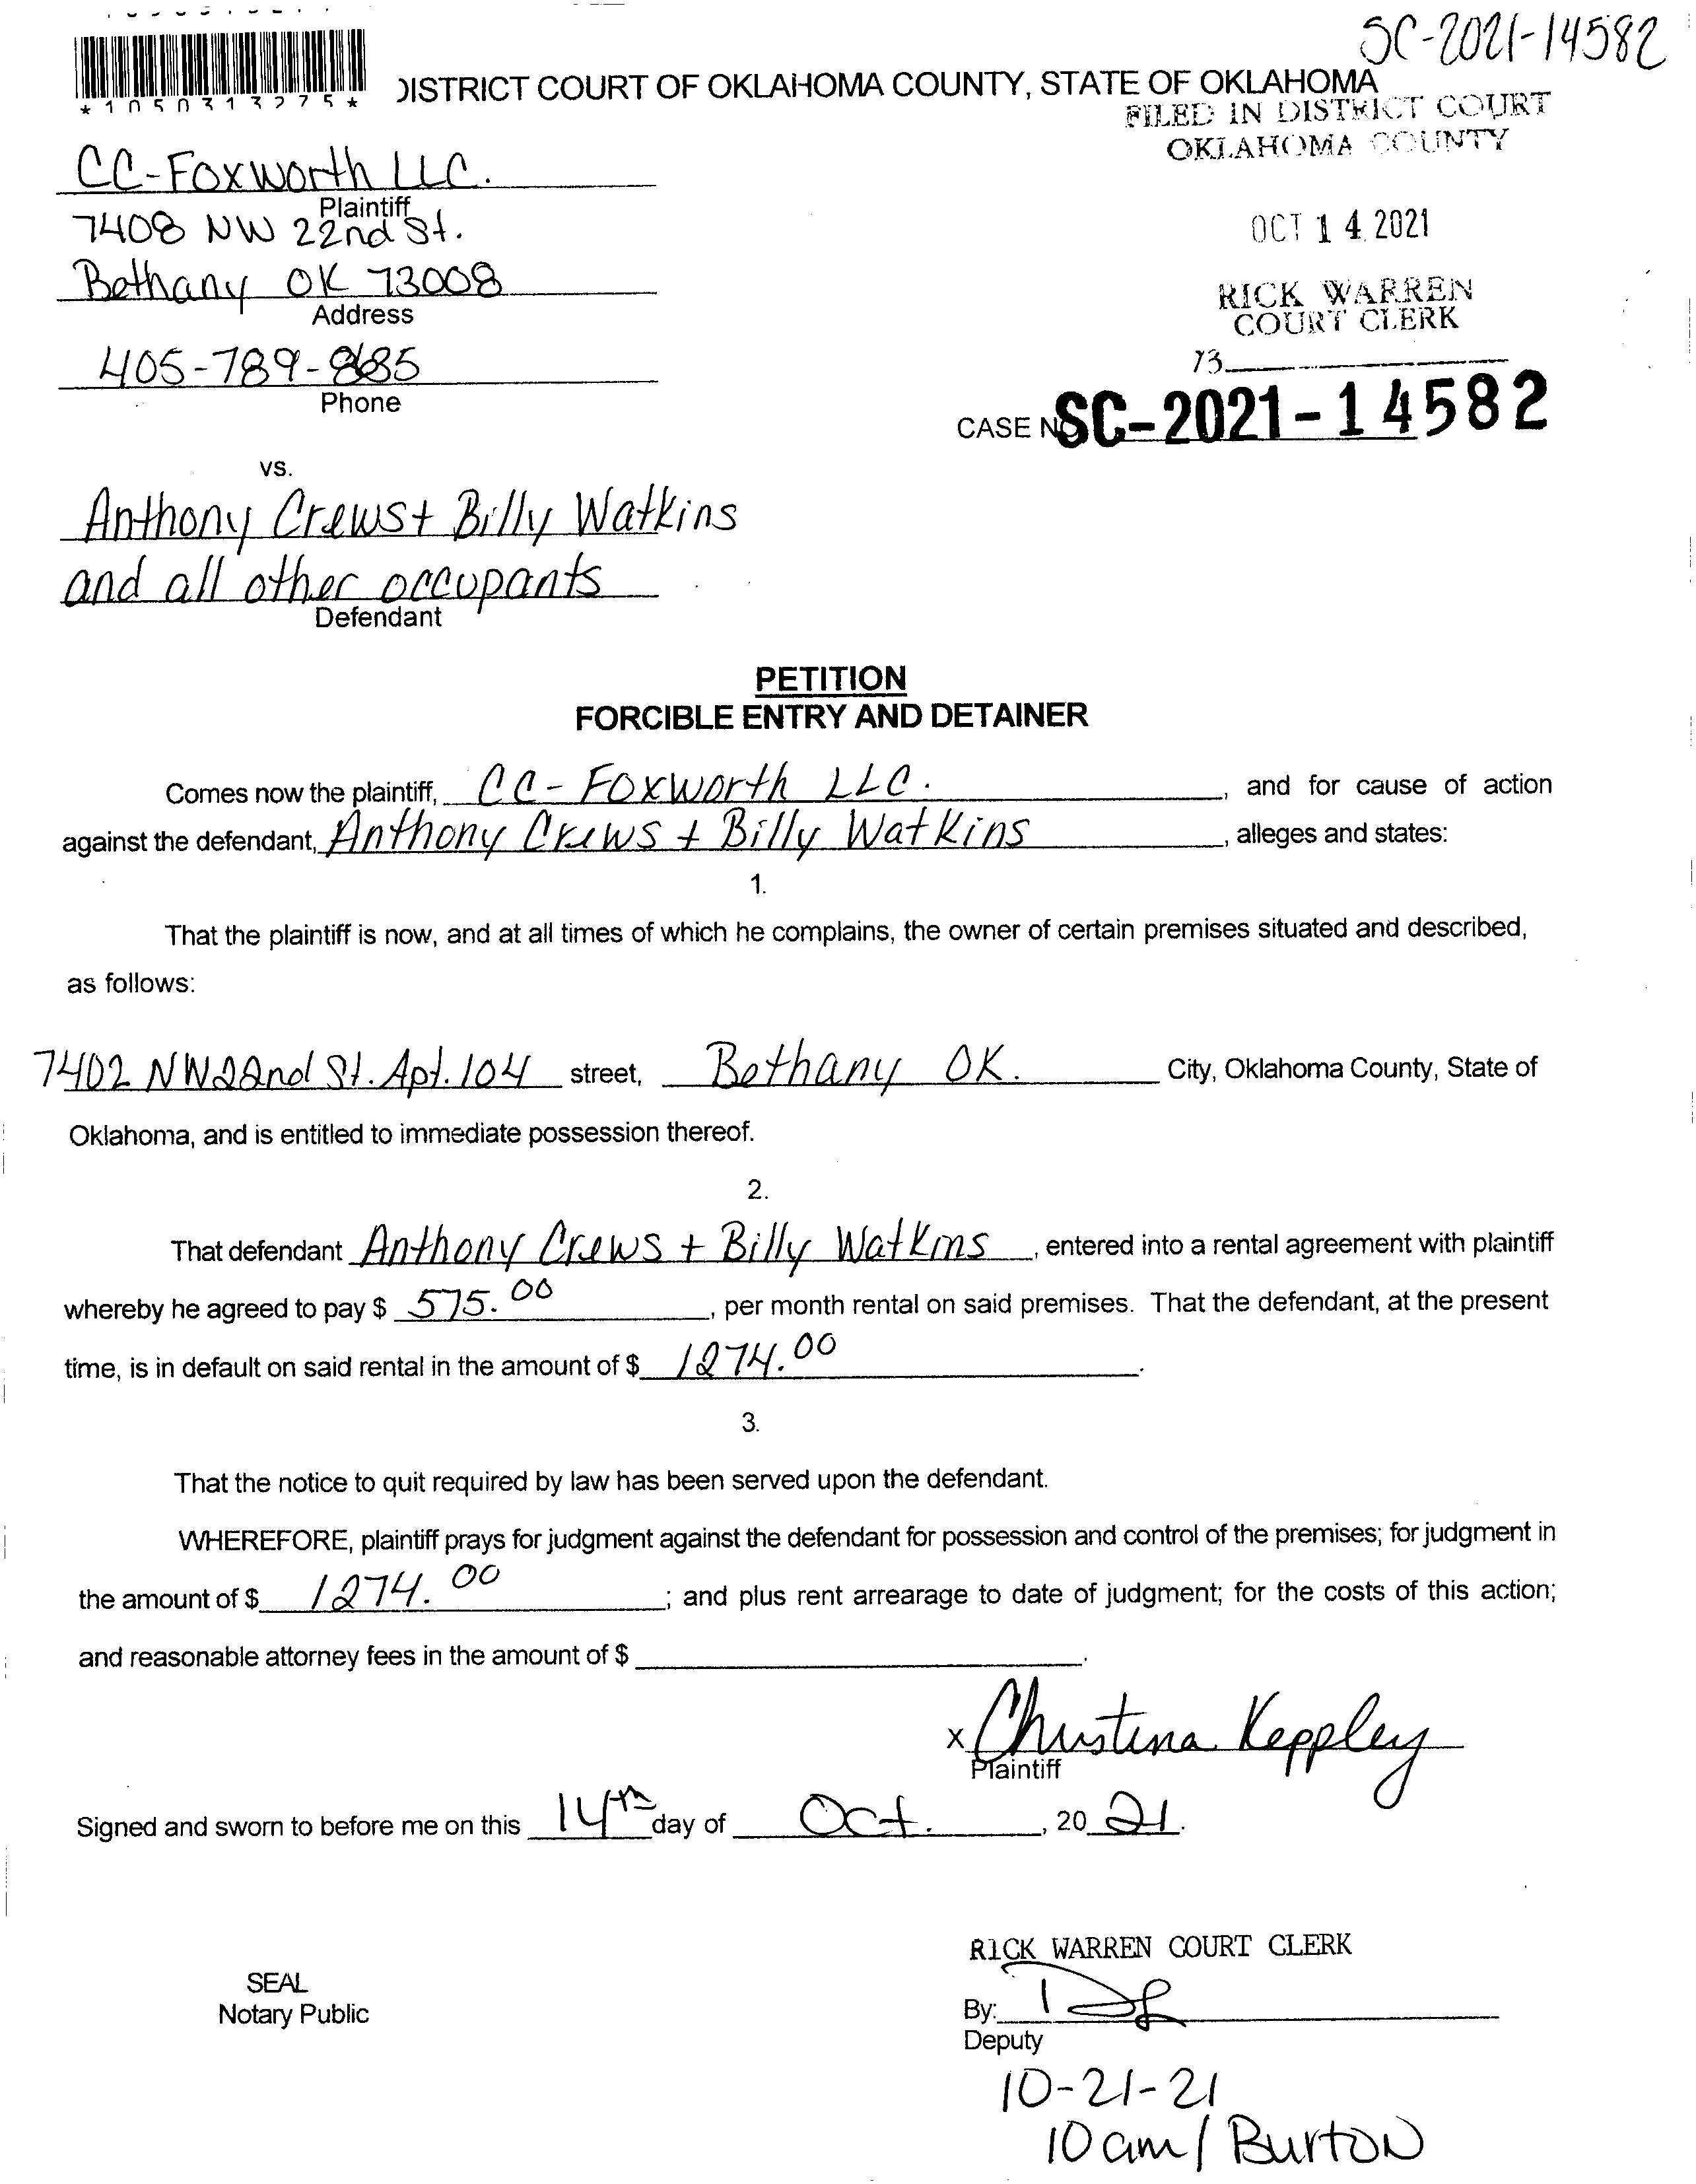 SC-2021-14582
*1050313275*
DISTRICT COURT OF OKLAHOMA COUNTY, STATE OF OKLAHOMA
FILED IN DISTRICT COURT
OKLAHOMA COUNTY
CC-Foxworth LLC.
Plaintiff
7408 NW 22nd St.
OCT 14 2021
Bethany OK 73008
Address
RICK WARREN
COURT CLERK
405-789-8685
Phone
73
CASE NO. SC-2021-14582
vs.
Anthony Crews + Billy Watkins
and all other occupants
Defendant
PETITION
FORCIBLE ENTRY AND DETAINER
Comes now the plaintiff, CC-Foxworth LLC. , and for cause of action
against the defendant, Anthony Crews + Billy Watkins , alleges and states:
1.
That the plaintiff is now, and at all times of which he complains, the owner of certain premises situated and described,
as follows:
7402 NW 22nd St. Apt. 104 street, Bethany OK. City, Oklahoma County, State of
Oklahoma, and is entitled to immediate possession thereof.
2.
That defendant Anthony Crews + Billy Watkins , entered into a rental agreement with plaintiff
whereby he agreed to pay $ 575.00 , per month rental on said premises. That the defendant, at the present
time, is in default on said rental in the amount of $ 1274.00 .
3.
That the notice to quit required by law has been served upon the defendant.
WHEREFORE, plaintiff prays for judgment against the defendant for possession and control of the premises; for judgment in
the amount of $ 1274.00 ; and plus rent arrearage to date of judgment; for the costs of this action;
and reasonable attorney fees in the amount of $ .
x Christina Keppley
Plaintiff
Signed and sworn to before me on this 14th day of Oct. , 20 21.
RICK WARREN COURT CLERK
SEAL
Notary Public
By:
Deputy
10-21-21
10am / Burton